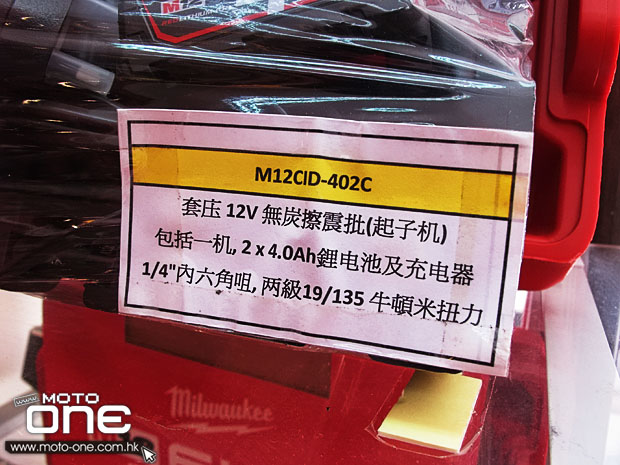 M12CID-402C
套庄 12V 無炭擦震批(起子机)
包括一机, 2 x 4.0Ah鋰电池及充电器
1/4"內六角咀, 两級19/135 牛頓米扭力
Milwaukee
MOTO
ONE
www.moto-one.com.hk